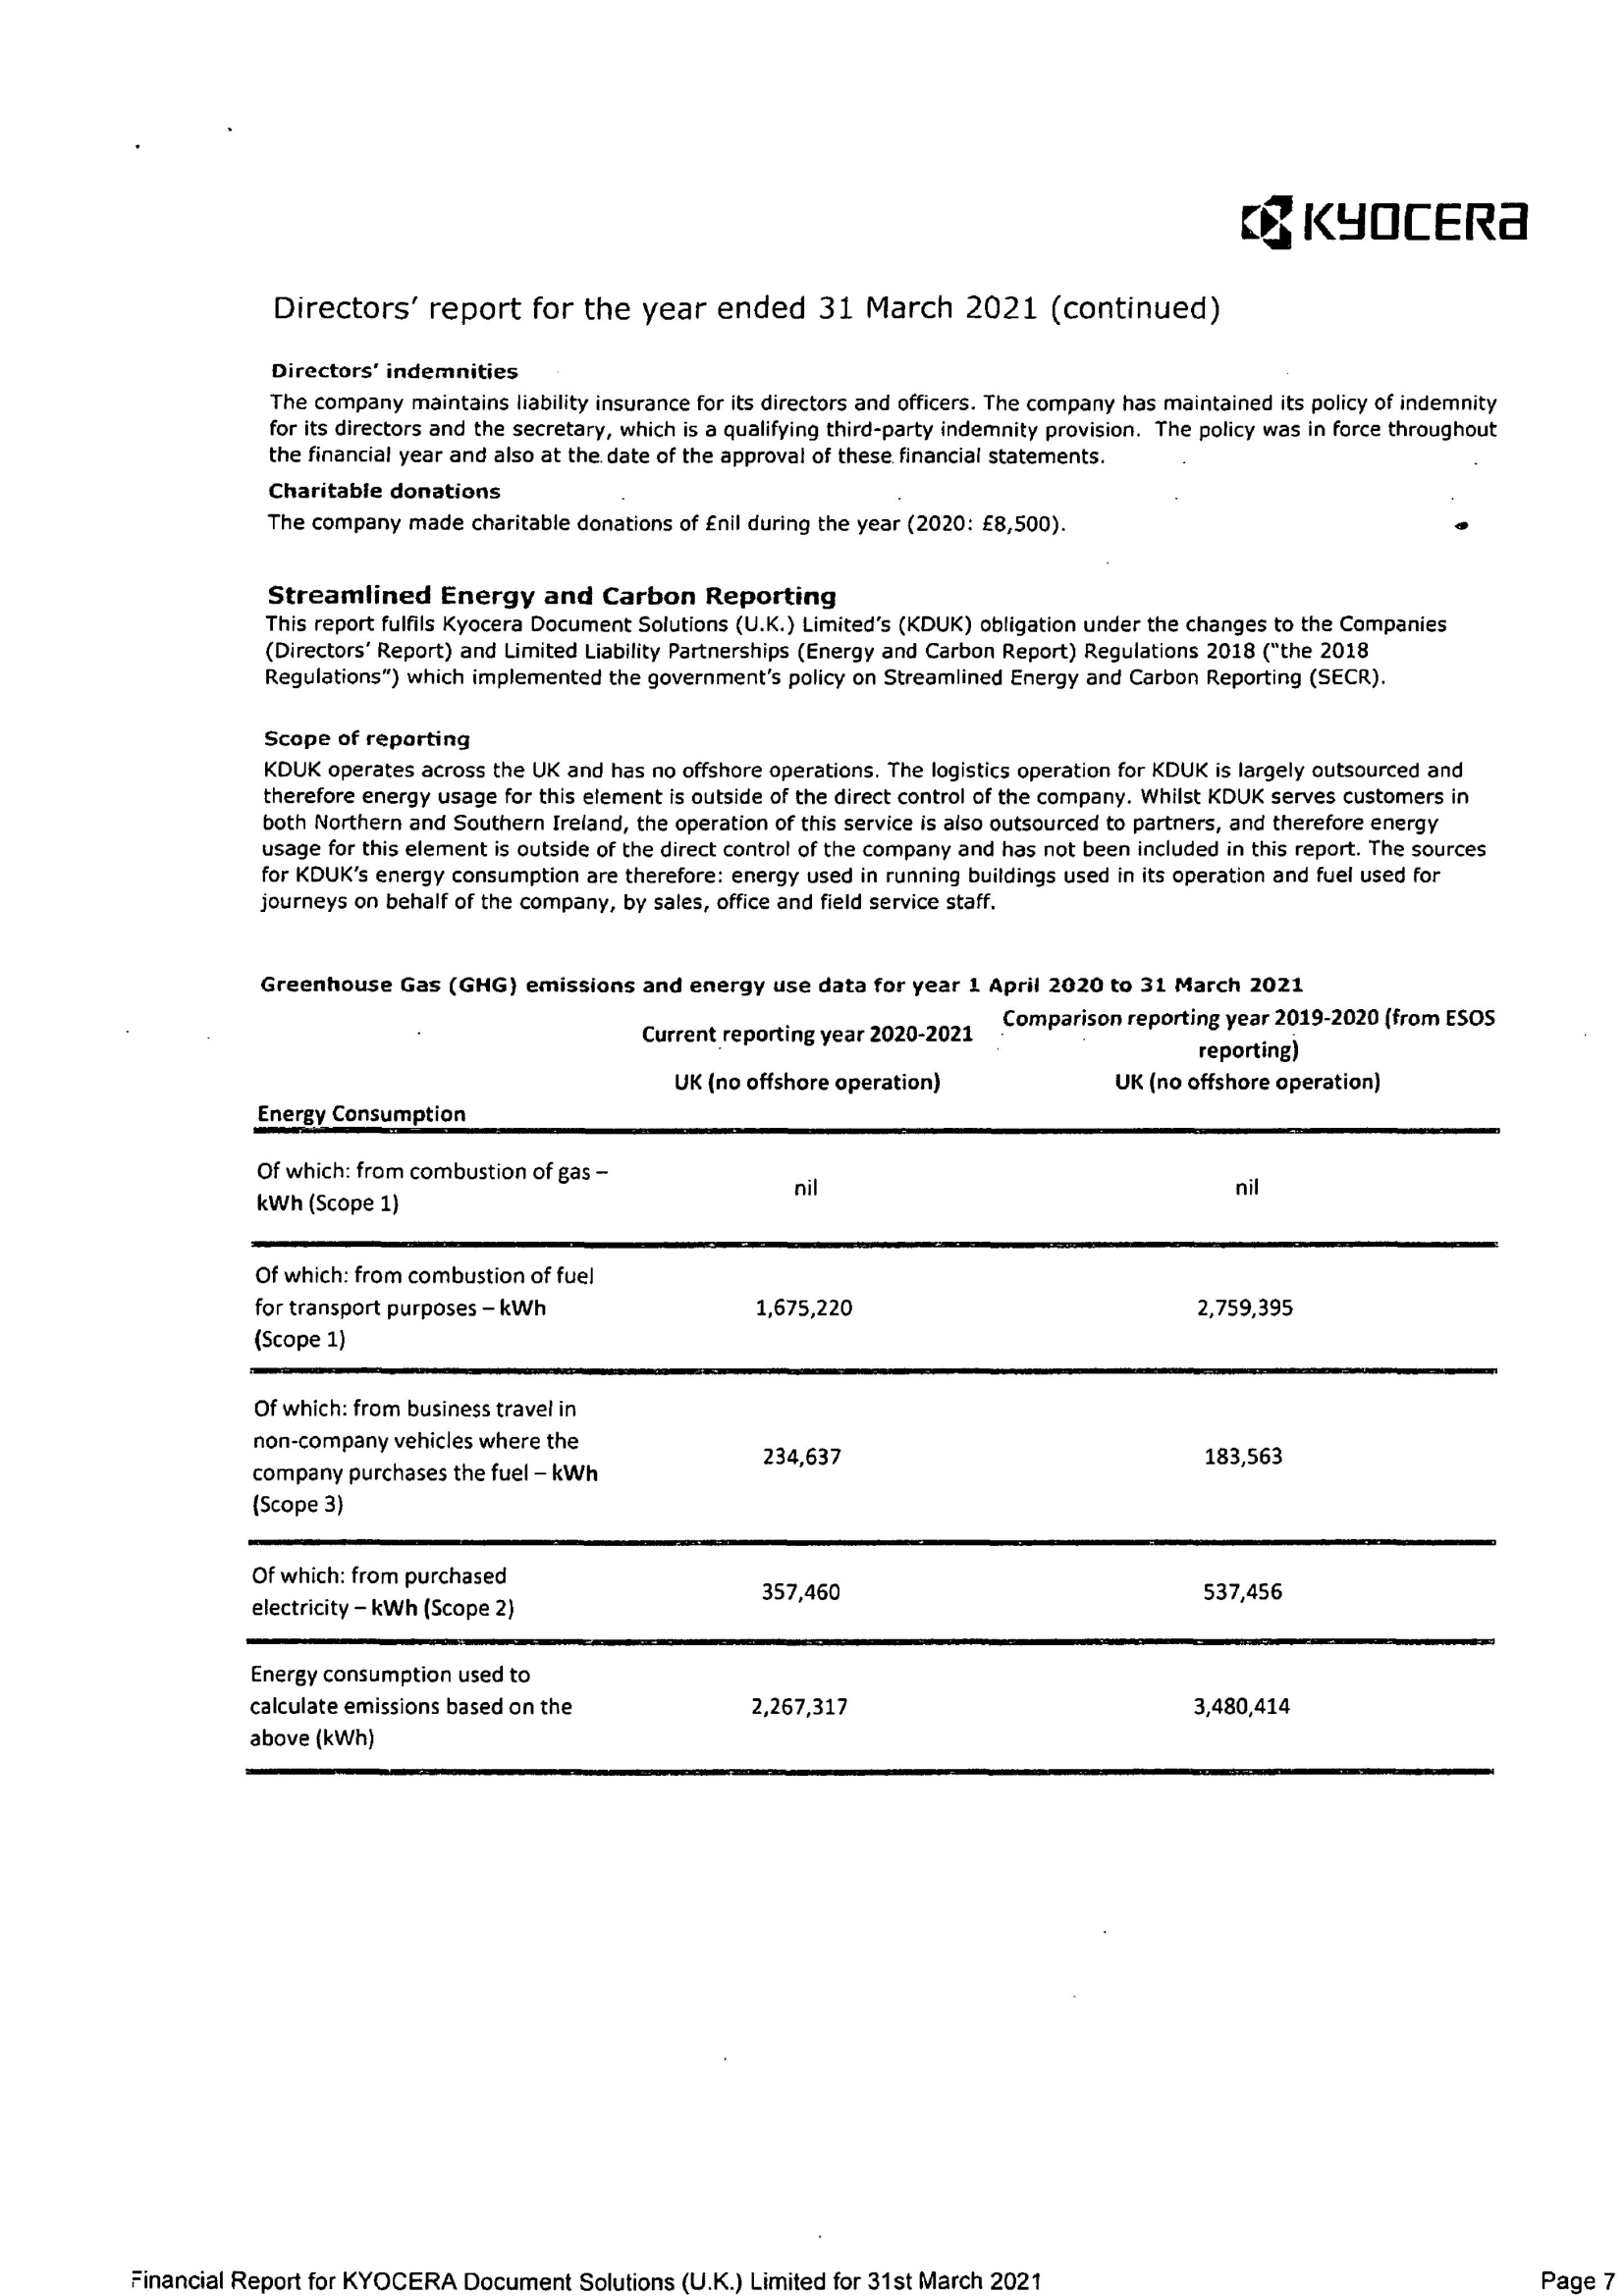 KYOCERA
Directors' report for the year ended 31 March 2021 (continued)
Directors' indemnities
The company maintains liability insurance for its directors and officers. The company has maintained its policy of indemnity
for its directors and the secretary, which is a qualifying third-party indemnity provision. The policy was in force throughout
the financial year and also at the date of the approval of these financial statements.
Charitable donations
The company made charitable donations of £nil during the year (2020: £8,500).
Streamlined Energy and Carbon Reporting
This report fulfils Kyocera Document Solutions (U.K.) Limited's (KDUK) obligation under the changes to the Companies
(Directors' Report) and Limited Liability Partnerships (Energy and Carbon Report) Regulations 2018 ("the 2018
Regulations") which implemented the government's policy on Streamlined Energy and Carbon Reporting (SECR).
Scope of reporting
KDUK operates across the UK and has no offshore operations. The logistics operation for KDUK is largely outsourced and
therefore energy usage for this element is outside of the direct control of the company. Whilst KDUK serves customers in
both Northern and Southern Ireland, the operation of this service is also outsourced to partners, and therefore energy
usage for this element is outside of the direct control of the company and has not been included in this report. The sources
for KDUK's energy consumption are therefore: energy used in running buildings used in its operation and fuel used for
journeys on behalf of the company, by sales, office and field service staff.
Greenhouse Gas (GHG) emissions and energy use data for year 1 April 2020 to 31 March 2021
Current reporting year 2020-2021 Comparison reporting year 2019-2020 (from ESOS
reporting)
UK (no offshore operation) UK (no offshore operation)
Energy Consumption
Of which: from combustion of gas –
kWh (Scope 1) nil nil
Of which: from combustion of fuel
for transport purposes – kWh 1,675,220 2,759,395
(Scope 1)
Of which: from business travel in
non-company vehicles where the
company purchases the fuel – kWh 234,637 183,563
(Scope 3)
Of which: from purchased
electricity – kWh (Scope 2) 357,460 537,456
Energy consumption used to
calculate emissions based on the 2,267,317 3,480,414
above (kWh)
Financial Report for KYOCERA Document Solutions (U.K.) Limited for 31st March 2021 Page 7